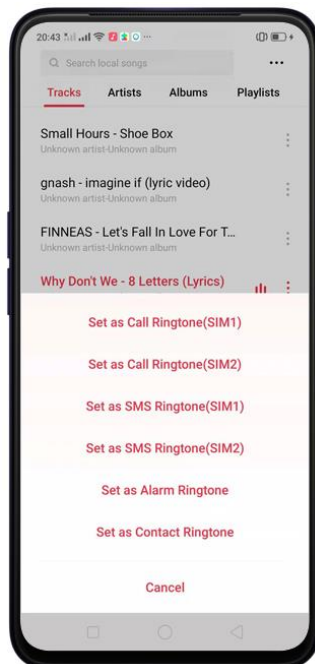 20:43
Search local songs
Tracks Artists Albums Playlists
Small Hours - Shoe Box
Unknown artist-Unknown album
gnash - imagine if (lyric video)
Unknown artist-Unknown album
FINNEAS - Let's Fall In Love For T...
Unknown artist-Unknown album
Why Don't We - 8 Letters (Lyrics)
Set as Call Ringtone(SIM1)
Set as Call Ringtone(SIM2)
Set as SMS Ringtone(SIM1)
Set as SMS Ringtone(SIM2)
Set as Alarm Ringtone
Set as Contact Ringtone
Cancel